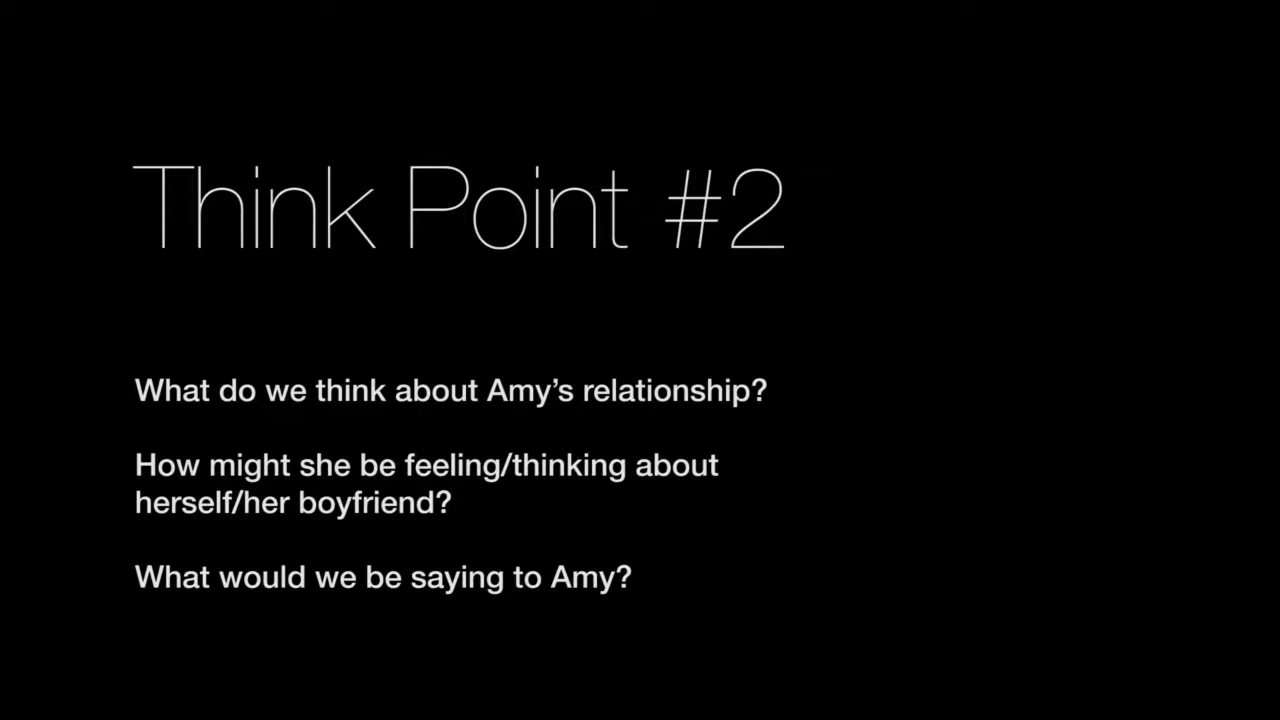 Think Point #2
What do we think about Amy’s relationship?
How might she be feeling/thinking about
herself/her boyfriend?
What would we be saying to Amy?